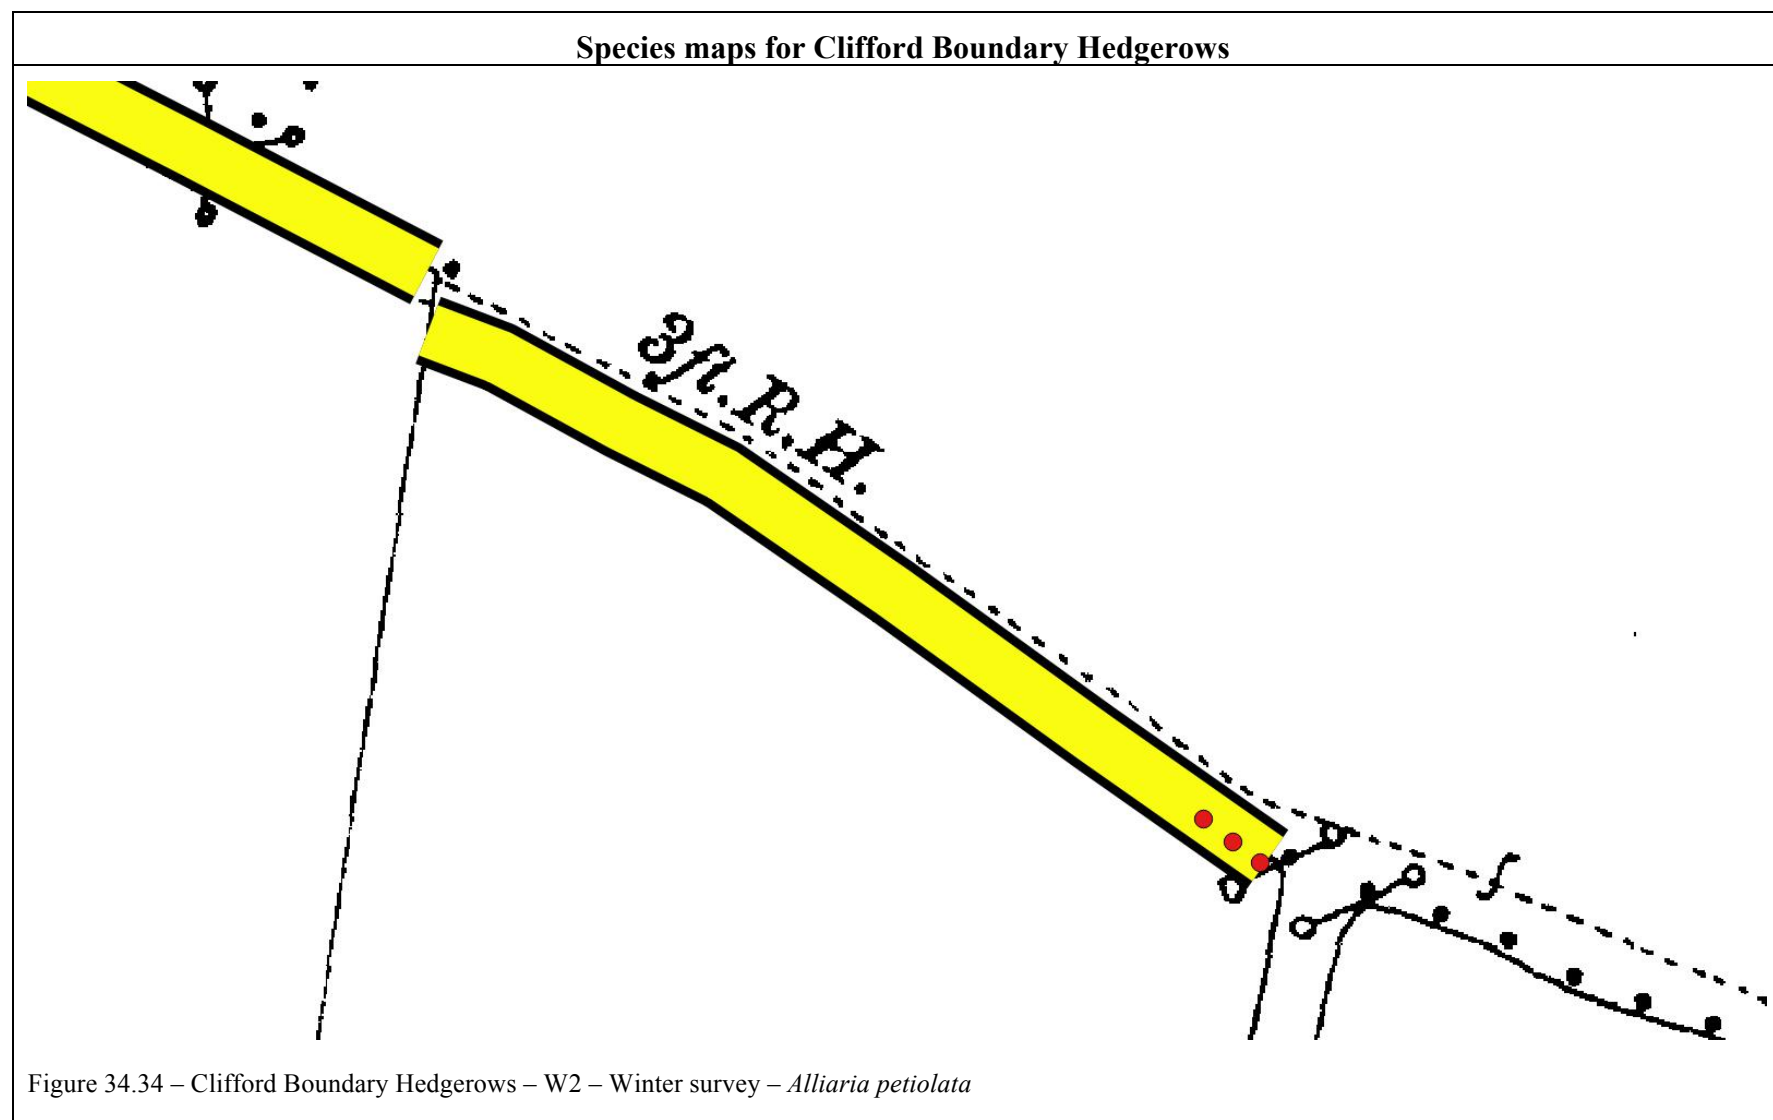 Species maps for Clifford Boundary Hedgerows
3ft.R.H.
Figure 34.34 – Clifford Boundary Hedgerows – W2 – Winter survey – Alliaria petiolata